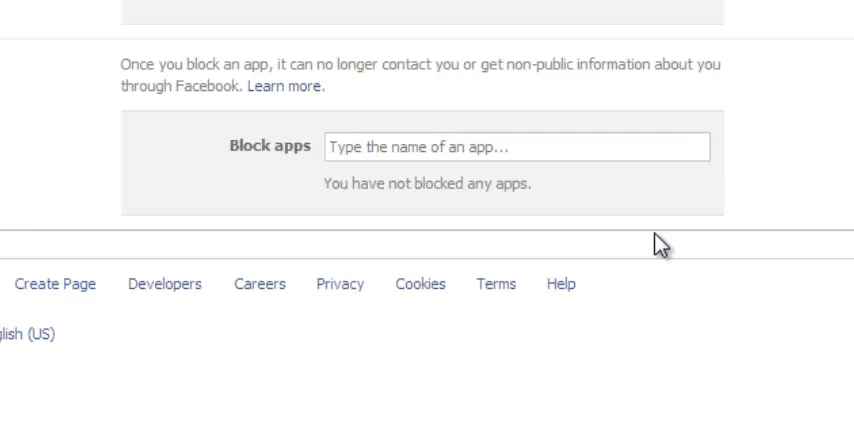 Once you block an app, it can no longer contact you or get non-public information about you
through Facebook. Learn more.
Block apps Type the name of an app...
You have not blocked any apps.
Create Page Developers Careers Privacy Cookies Terms Help
(US)